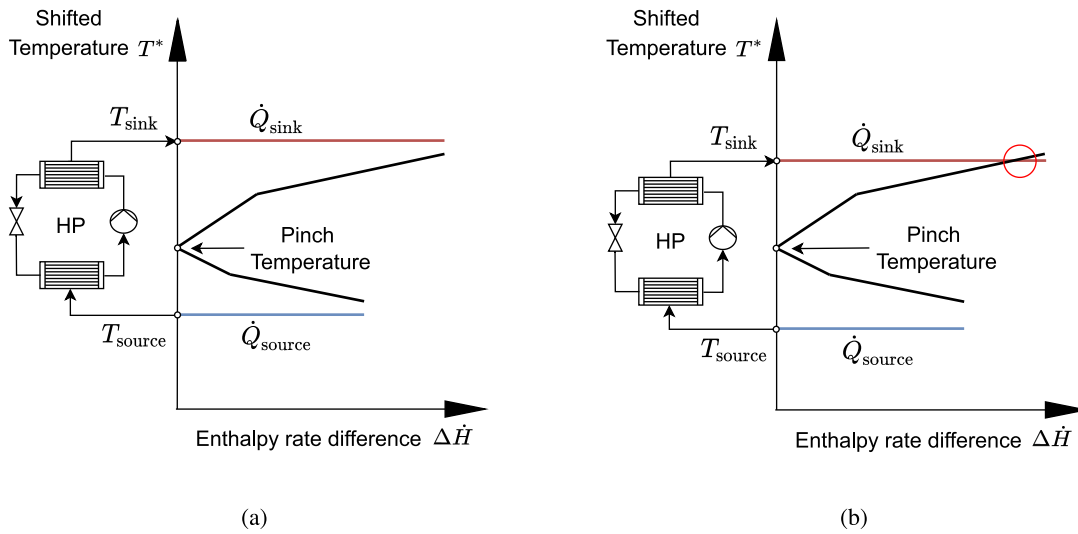 Shifted
Temperature T*
T_sink
Q̇_sink
HP
Pinch
Temperature
T_source
Q̇_source
Enthalpy rate difference ΔḢ
(a)
Shifted
Temperature T*
T_sink
Q̇_sink
HP
Pinch
Temperature
T_source
Q̇_source
Enthalpy rate difference ΔḢ
(b)